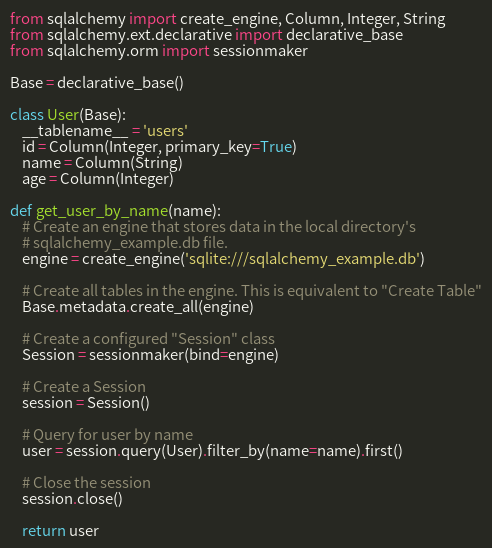 from sqlalchemy import create_engine, Column, Integer, String
from sqlalchemy.ext.declarative import declarative_base
from sqlalchemy.orm import sessionmaker

Base = declarative_base()

class User(Base):
    __tablename__ = 'users'
    id = Column(Integer, primary_key=True)
    name = Column(String)
    age = Column(Integer)

def get_user_by_name(name):
    # Create an engine that stores data in the local directory's
    # sqlalchemy_example.db file.
    engine = create_engine('sqlite:///sqlalchemy_example.db')

    # Create all tables in the engine. This is equivalent to "Create Table"
    Base.metadata.create_all(engine)

    # Create a configured "Session" class
    Session = sessionmaker(bind=engine)

    # Create a Session
    session = Session()

    # Query for user by name
    user = session.query(User).filter_by(name=name).first()

    # Close the session
    session.close()

    return user